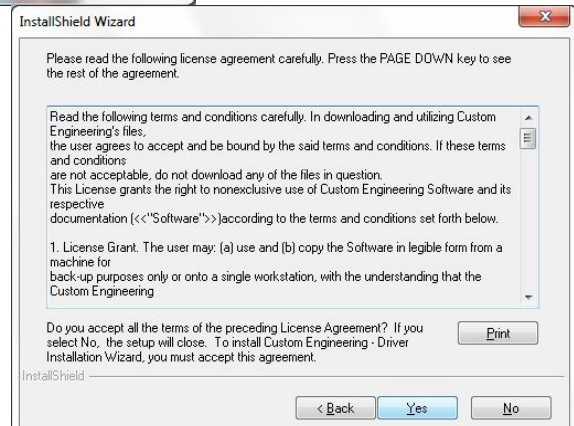 InstallShield Wizard
Please read the following license agreement carefully. Press the PAGE DOWN key to see
the rest of the agreement.
Read the following terms and conditions carefully. In downloading and utilizing Custom
Engineering's files,
the user agrees to accept and be bound by the said terms and conditions. If these terms
and conditions
are not acceptable, do not download any of the files in question.
This License grants the right to nonexclusive use of Custom Engineering Software and its
respective
documentation (<<"Software">>)according to the terms and conditions set forth below.
1. License Grant. The user may: (a) use and (b) copy the Software in legible form from a
machine for
back-up purposes only or onto a single workstation, with the understanding that the
Custom Engineering
Do you accept all the terms of the preceding License Agreement? If you
select No, the setup will close. To install Custom Engineering - Driver
Installation Wizard, you must accept this agreement.
Print
InstallShield
< Back Yes No